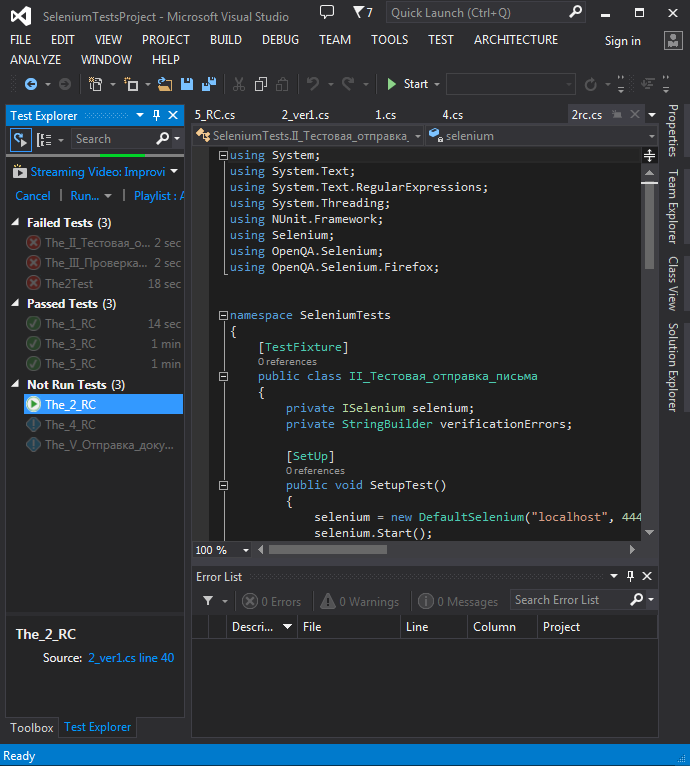 SeleniumTestsProject - Microsoft Visual Studio
7
Quick Launch (Ctrl+Q)
FILE EDIT VIEW PROJECT BUILD DEBUG TEAM TOOLS TEST ARCHITECTURE Sign in
ANALYZE WINDOW HELP
Start
Test Explorer
Search
Streaming Video: Improvi
Cancel Run... Playlist : A
Failed Tests (3)
The_II_Тестовая_о... 2 sec
The_III_Проверка... 2 sec
The2Test 18 sec
Passed Tests (3)
The_1_RC 14 sec
The_3_RC 1 min
The_5_RC 1 min
Not Run Tests (3)
The_2_RC
The_4_RC
The_V_Отправка_доку...
The_2_RC
Source: 2_ver1.cs line 40
Toolbox Test Explorer
5_RC.cs 2_ver1.cs 1.cs 4.cs 2rc.cs
SeleniumTests.II_Тестовая_отправка_ selenium
using System;
using System.Text;
using System.Text.RegularExpressions;
using System.Threading;
using NUnit.Framework;
using Selenium;
using OpenQA.Selenium;
using OpenQA.Selenium.Firefox;
namespace SeleniumTests
{
[TestFixture]
0 references
public class II_Тестовая_отправка_письма
{
private ISelenium selenium;
private StringBuilder verificationErrors;
[SetUp]
0 references
public void SetupTest()
{
selenium = new DefaultSelenium("localhost", 444
selenium.Start();
100 %
Error List
0 Errors 0 Warnings 0 Messages Search Error List
Descri... File Line Column Project
Properties
Team Explorer
Class View
Solution Explorer
Ready